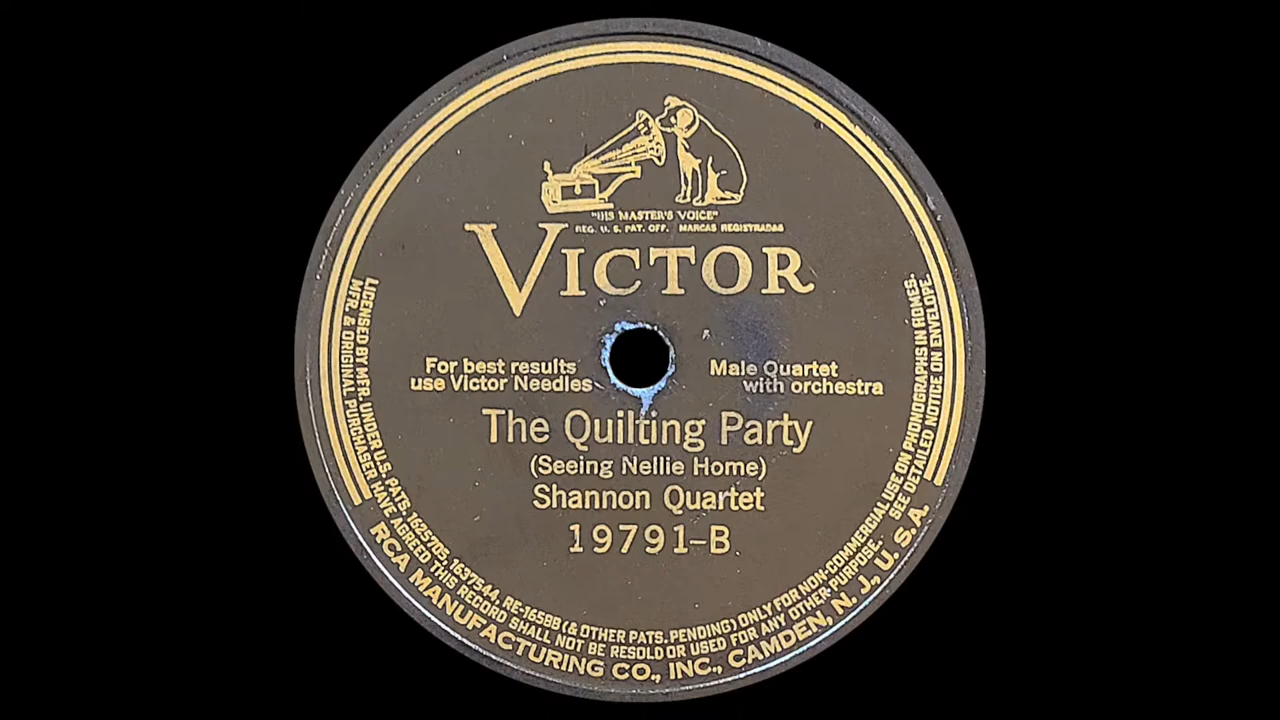 "HIS MASTER'S VOICE"
REG. U. S. PAT. OFF. MARCAS REGISTRADAS
VICTOR
For best results
use Victor Needles
Male Quartet
with orchestra
The Quilting Party
(Seeing Nellie Home)
Shannon Quartet
19791-B
LICENSED BY MFR. UNDER U.S. PATS. 1625705, 1637544, RE-16588 (& OTHER PATS. PENDING) ONLY FOR NON-COMMERCIAL USE ON PHONOGRAPHS IN HOMES.
MFR. & ORIGINAL PURCHASER HAVE AGREED THIS RECORD SHALL NOT BE RESOLD OR USED FOR ANY OTHER PURPOSE. SEE DETAILED NOTICE ON ENVELOPE.
RCA MANUFACTURING CO., INC., CAMDEN, N. J., U. S. A.